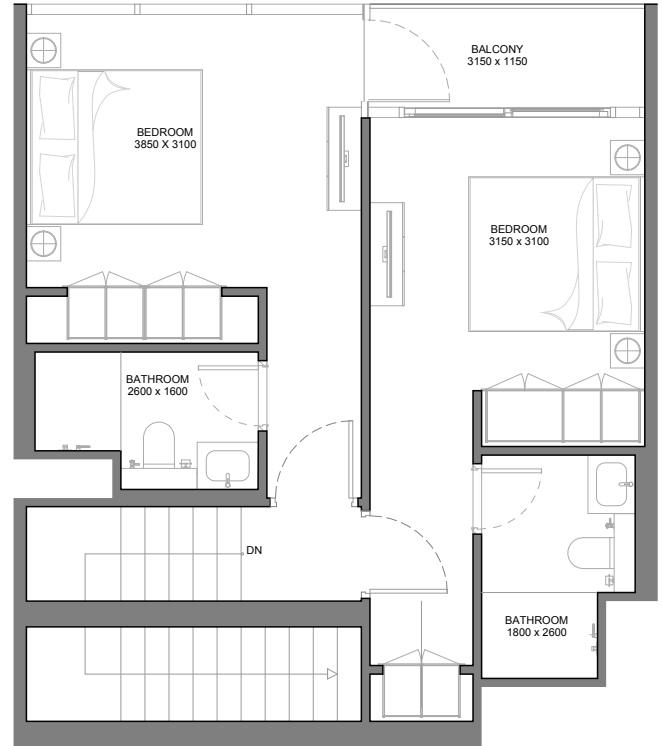 BALCONY
3150 x 1150
BEDROOM
3850 X 3100
BEDROOM
3150 x 3100
BATHROOM
2600 x 1600
DN
BATHROOM
1800 x 2600